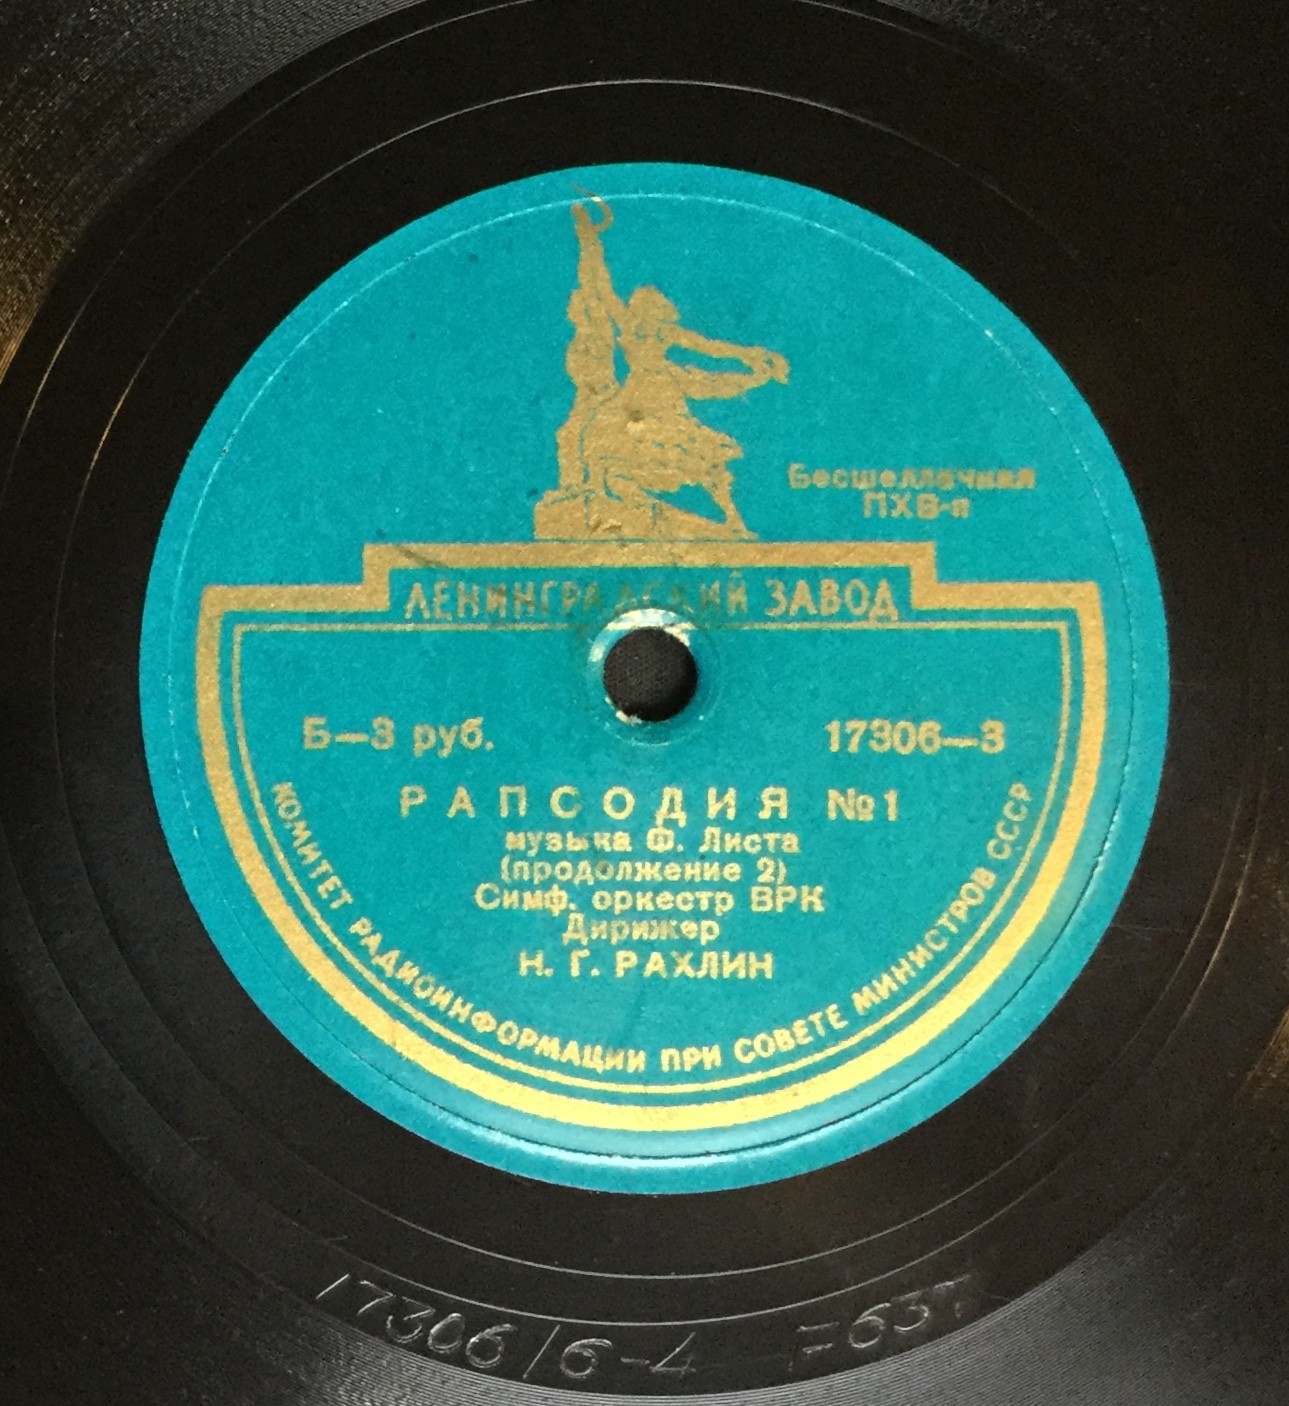 Бесшеллачная
ПХВ-п
ЛЕНИНГРАДСКИЙ ЗАВОД
Б—3 руб.
17306—3
РАПСОДИЯ №1
музыка Ф. Листа
(продолжение 2)
Симф. оркестр ВРК
Дирижер
Н. Г. РАХЛИН
КОМИТЕТ РАДИОИНФОРМАЦИИ ПРИ СОВЕТЕ МИНИСТРОВ СССР
17306/6-4 =637